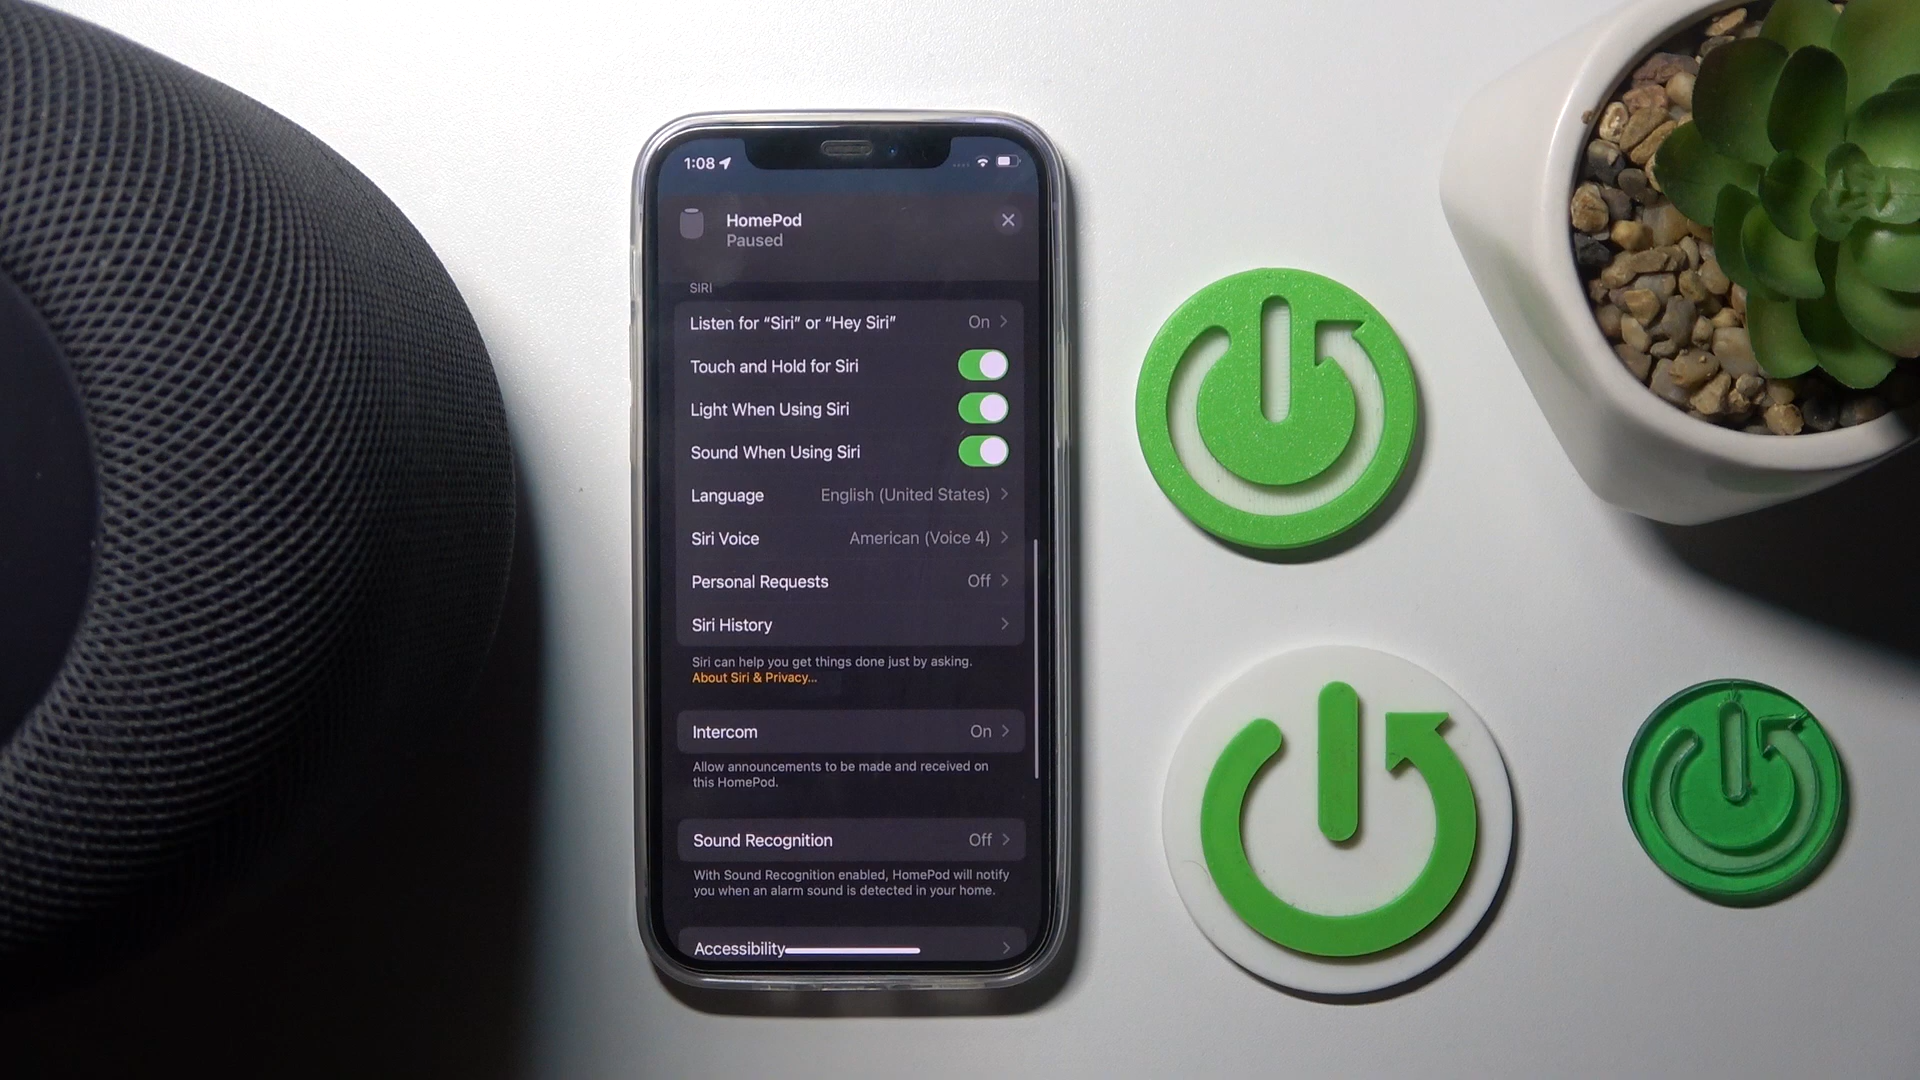 1:08
HomePod
Paused
SIRI
Listen for “Siri” or “Hey Siri” On
Touch and Hold for Siri
Light When Using Siri
Sound When Using Siri
Language English (United States)
Siri Voice American (Voice 4)
Personal Requests Off
Siri History
Siri can help you get things done just by asking.
About Siri & Privacy...
Intercom On
Allow announcements to be made and received on
this HomePod.
Sound Recognition Off
With Sound Recognition enabled, HomePod will notify
you when an alarm sound is detected in your home.
Accessibility